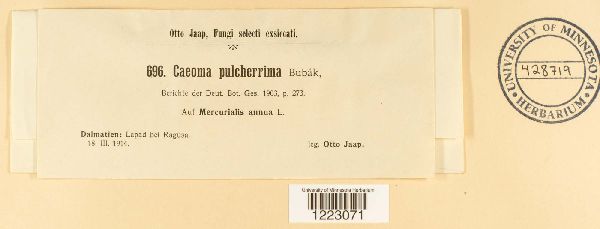 Otto Jaap, Fungi selecti exsiccati.
696. Caeoma pulcherrima Bubák,
Berichte der Deut. Bot. Ges. 1903, p. 273.
Auf Mercurialis annua L.
Dalmatien: Lapad bei Ragusa.
18. III. 1914.
leg. Otto Jaap.
UNIVERSITY OF MINNESOTA
428719
HERBARIUM
University of Minnesota Herbarium
1223071